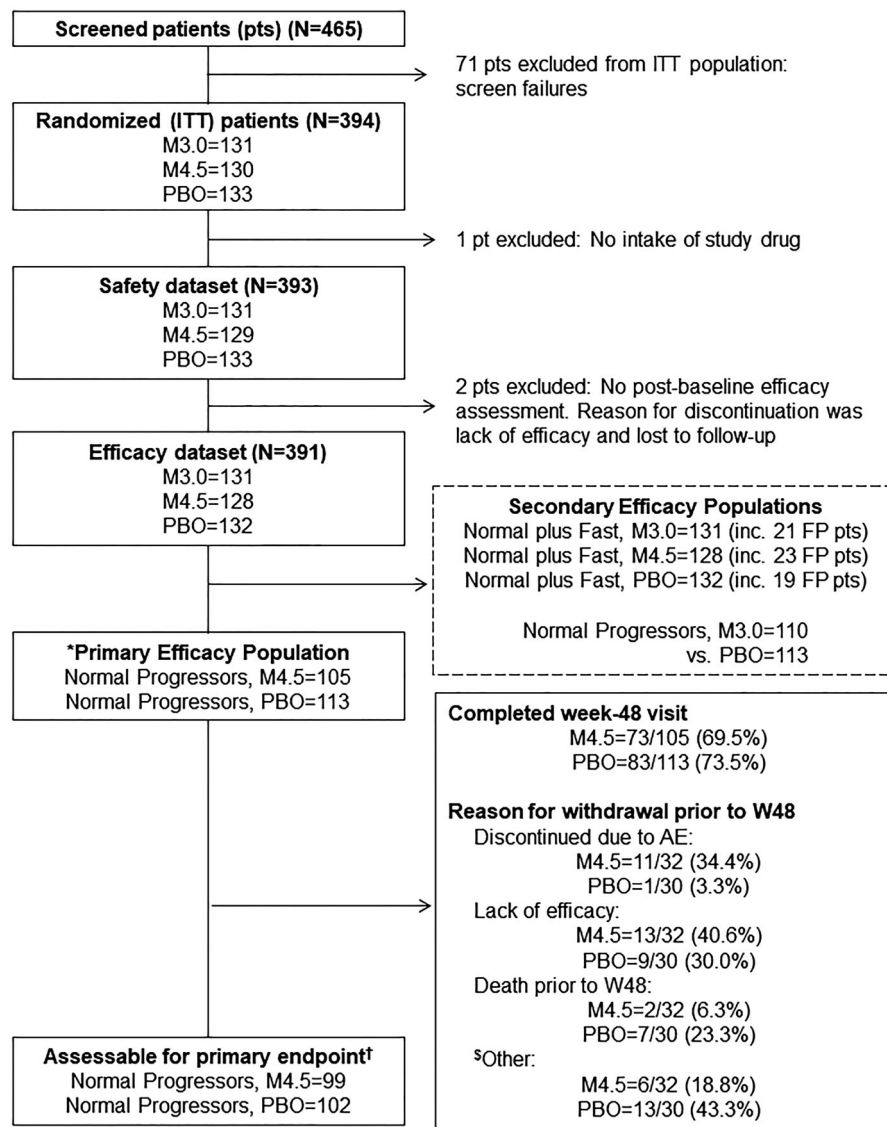 Screened patients (pts) (N=465)
71 pts excluded from ITT population:
screen failures
Randomized (ITT) patients (N=394)
M3.0=131
M4.5=130
PBO=133
1 pt excluded: No intake of study drug
Safety dataset (N=393)
M3.0=131
M4.5=129
PBO=133
2 pts excluded: No post-baseline efficacy
assessment. Reason for discontinuation was
lack of efficacy and lost to follow-up
Efficacy dataset (N=391)
M3.0=131
M4.5=128
PBO=132
Secondary Efficacy Populations
Normal plus Fast, M3.0=131 (inc. 21 FP pts)
Normal plus Fast, M4.5=128 (inc. 23 FP pts)
Normal plus Fast, PBO=132 (inc. 19 FP pts)
Normal Progressors, M3.0=110
vs. PBO=113
*Primary Efficacy Population
Normal Progressors, M4.5=105
Normal Progressors, PBO=113
Completed week-48 visit
M4.5=73/105 (69.5%)
PBO=83/113 (73.5%)
Reason for withdrawal prior to W48
Discontinued due to AE:
M4.5=11/32 (34.4%)
PBO=1/30 (3.3%)
Lack of efficacy:
M4.5=13/32 (40.6%)
PBO=9/30 (30.0%)
Death prior to W48:
M4.5=2/32 (6.3%)
PBO=7/30 (23.3%)
$Other:
M4.5=6/32 (18.8%)
PBO=13/30 (43.3%)
Assessable for primary endpoint†
Normal Progressors, M4.5=99
Normal Progressors, PBO=102